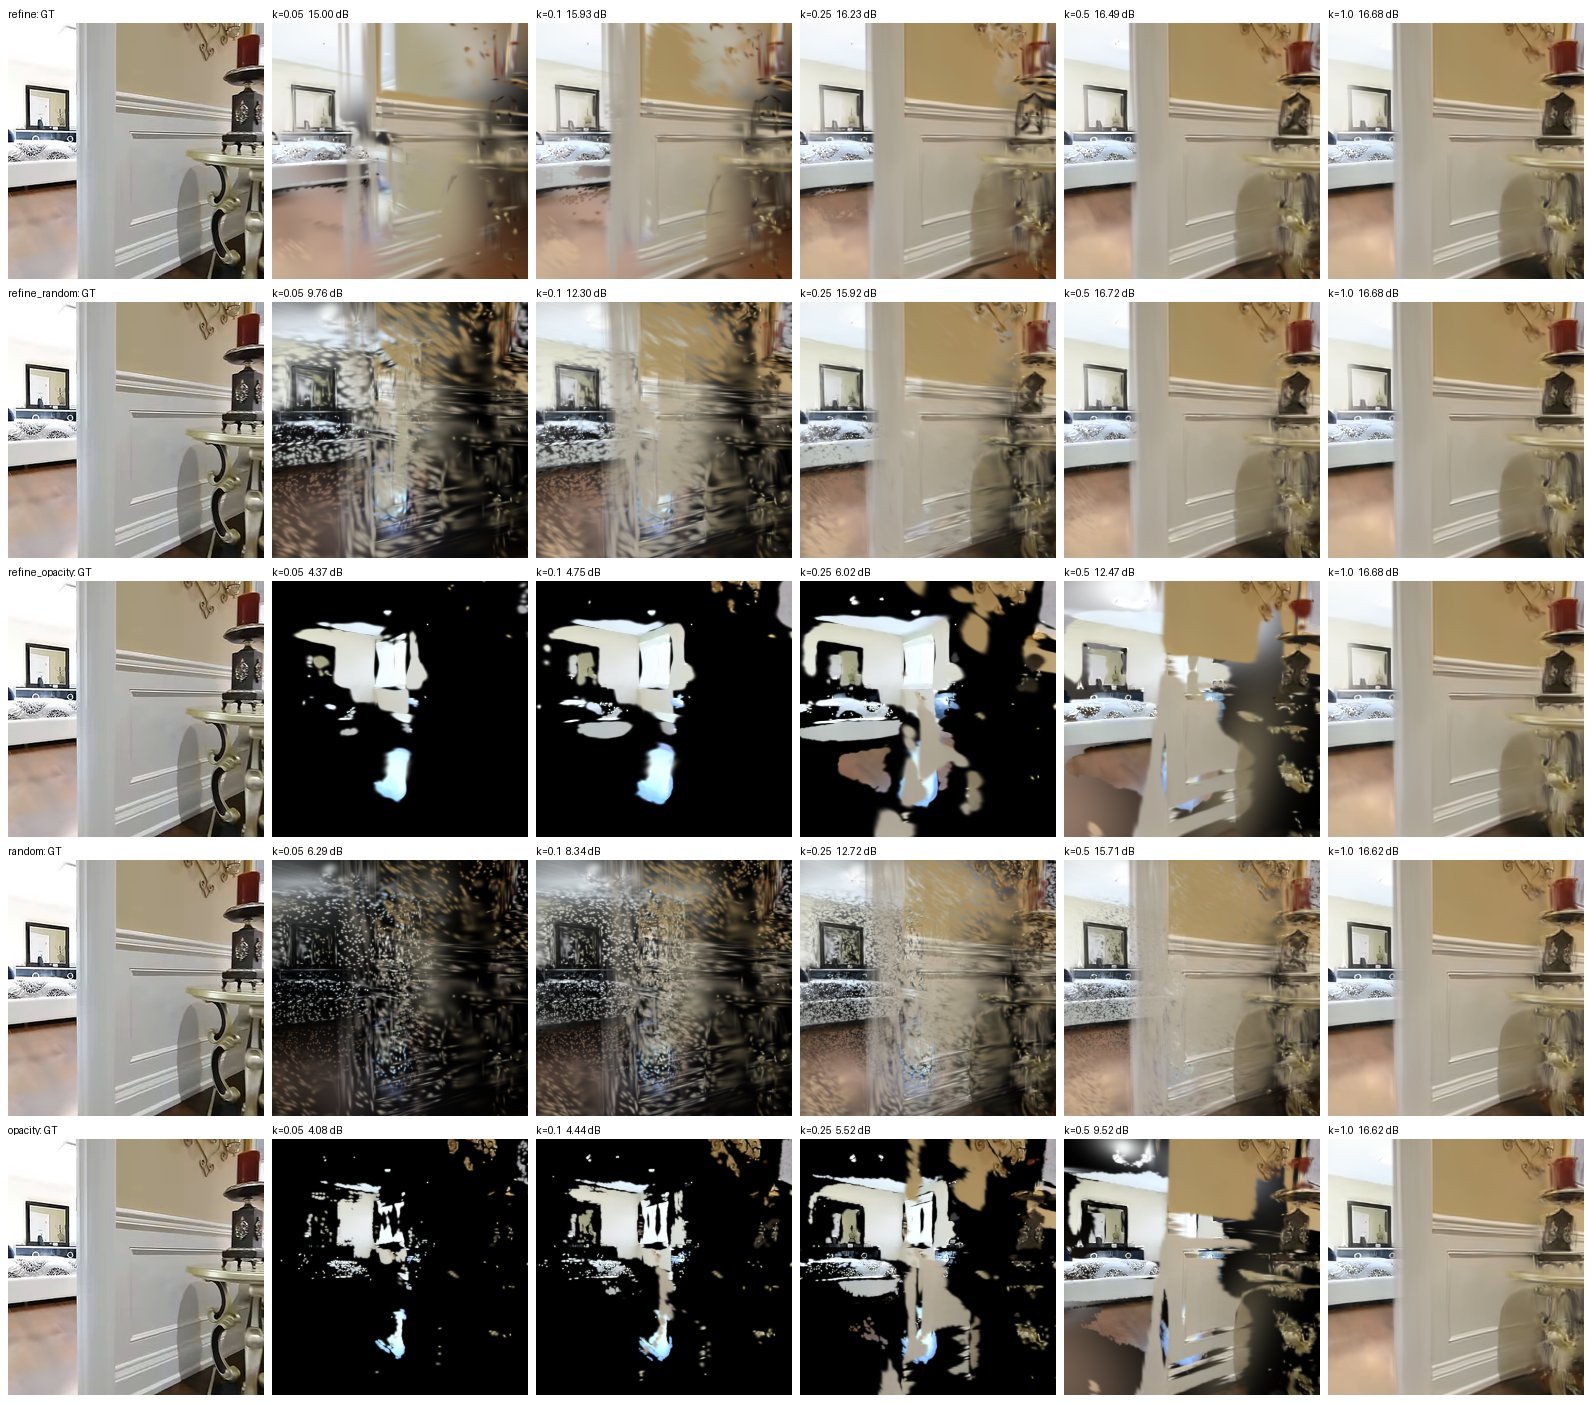 refine: GT k=0.05 15.00 dB k=0.1 15.93 dB k=0.25 16.23 dB k=0.5 16.49 dB k=1.0 16.68 dB
refine_random: GT k=0.05 9.76 dB k=0.1 12.30 dB k=0.25 15.92 dB k=0.5 16.72 dB k=1.0 16.68 dB
refine_opacity: GT k=0.05 4.37 dB k=0.1 4.75 dB k=0.25 6.02 dB k=0.5 12.47 dB k=1.0 16.68 dB
random: GT k=0.05 6.29 dB k=0.1 8.34 dB k=0.25 12.72 dB k=0.5 15.71 dB k=1.0 16.62 dB
opacity: GT k=0.05 4.08 dB k=0.1 4.44 dB k=0.25 5.52 dB k=0.5 9.52 dB k=1.0 16.62 dB